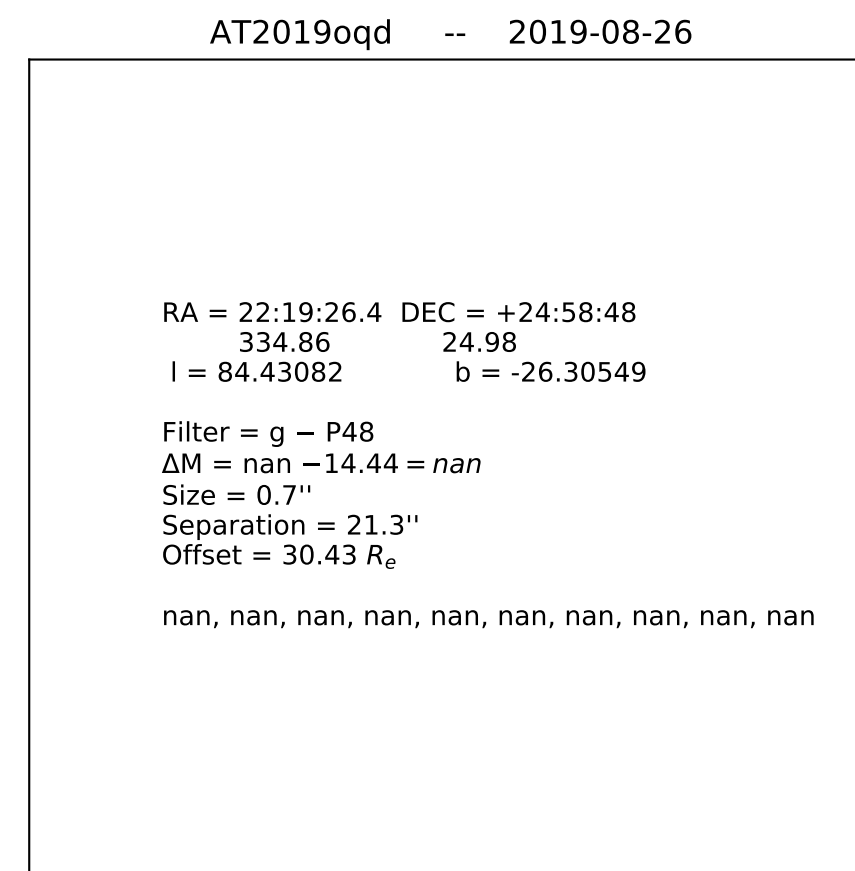 AT2019oqd -- 2019-08-26
RA = 22:19:26.4 DEC = +24:58:48
334.86 24.98
l = 84.43082 b = -26.30549
Filter = g − P48
ΔM = nan −14.44 = nan
Size = 0.7''
Separation = 21.3''
Offset = 30.43 Re
nan, nan, nan, nan, nan, nan, nan, nan, nan, nan